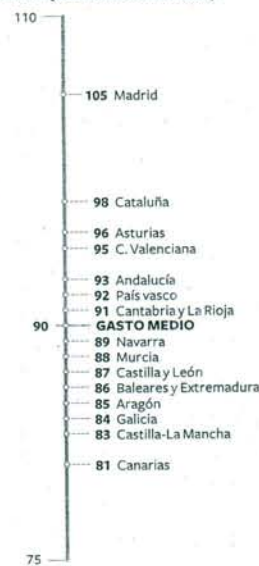 110
105 Madrid
98 Cataluña
96 Asturias
95 C. Valenciana
93 Andalucía
92 País vasco
91 Cantabria y La Rioja
90 GASTO MEDIO
89 Navarra
88 Murcia
87 Castilla y León
86 Baleares y Extremadura
85 Aragón
84 Galicia
83 Castilla-La Mancha
81 Canarias
75